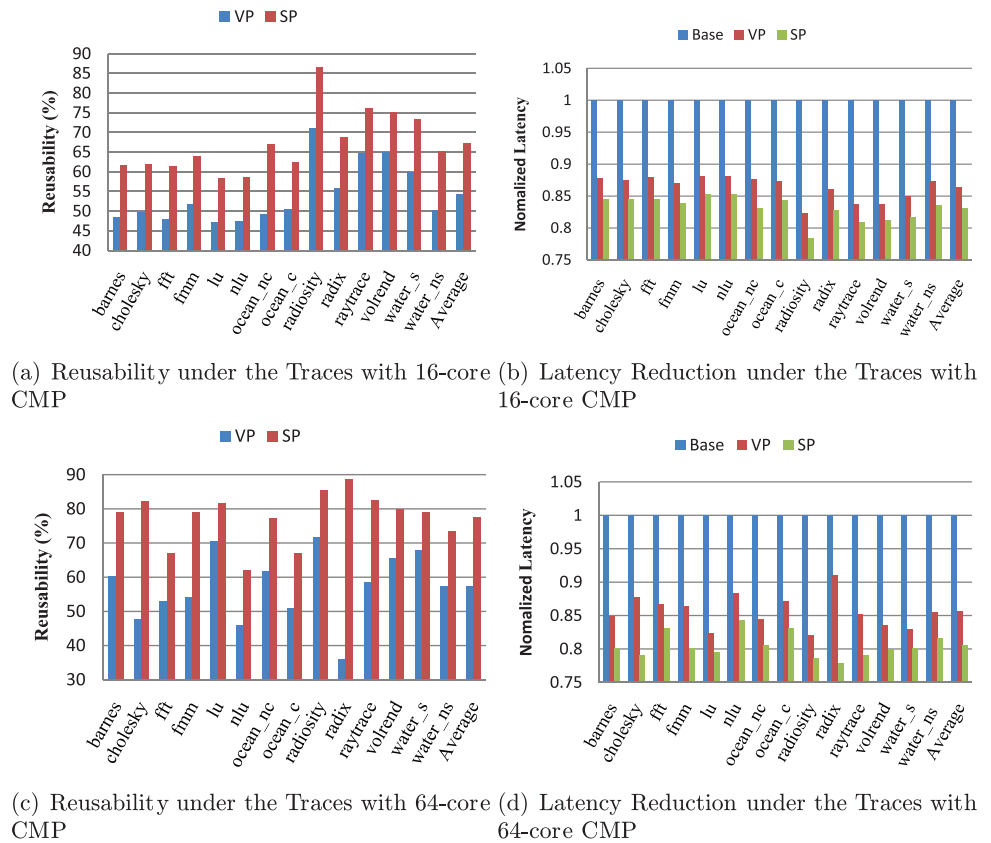 VP SP
Reusability (%)
90
85
80
75
70
65
60
55
50
45
40
barnes
cholesky
fft
fmm
lu
nlu
ocean_nc
ocean_c
radiosity
radix
raytrace
volrend
water_s
water_ns
Average
(a) Reusability under the Traces with 16-core
CMP
Base VP SP
Nomalized Latency
1.05
1
0.95
0.9
0.85
0.8
0.75
barnes
cholesky
fft
fmm
lu
nlu
ocean_nc
ocean_c
radiosity
radix
raytrace
volrend
water_s
water_ns
Average
(b) Latency Reduction under the Traces with
16-core CMP
VP SP
Reusability (%)
90
80
70
60
50
40
30
barnes
cholesky
fft
fmm
lu
nlu
ocean_nc
ocean_c
radiosity
radix
raytrace
volrend
water_s
water_ns
Average
(c) Reusability under the Traces with 64-core
CMP
Base VP SP
Nomalized Latency
1.05
1
0.95
0.9
0.85
0.8
0.75
barnes
cholesky
fft
fmm
lu
nlu
ocean_nc
ocean_c
radiosity
radix
raytrace
volrend
water_s
water_ns
Average
(d) Latency Reduction under the Traces with
64-core CMP